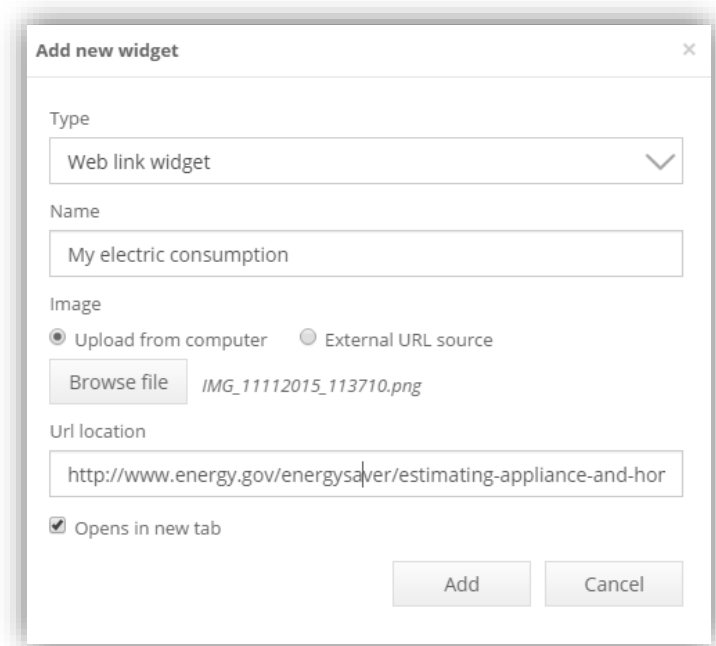 Add new widget ×
Type
Web link widget
Name
My electric consumption
Image
Upload from computer External URL source
Browse file IMG_11112015_113710.png
Url location
http://www.energy.gov/energysaver/estimating-appliance-and-hor
Opens in new tab
Add Cancel